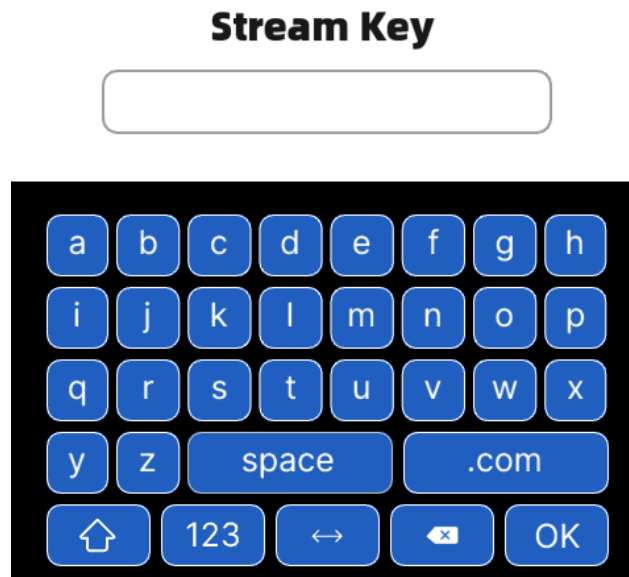 Stream Key
a b c d e f g h
i j k l m n o p
q r s t u v w x
y z space .com
123 OK